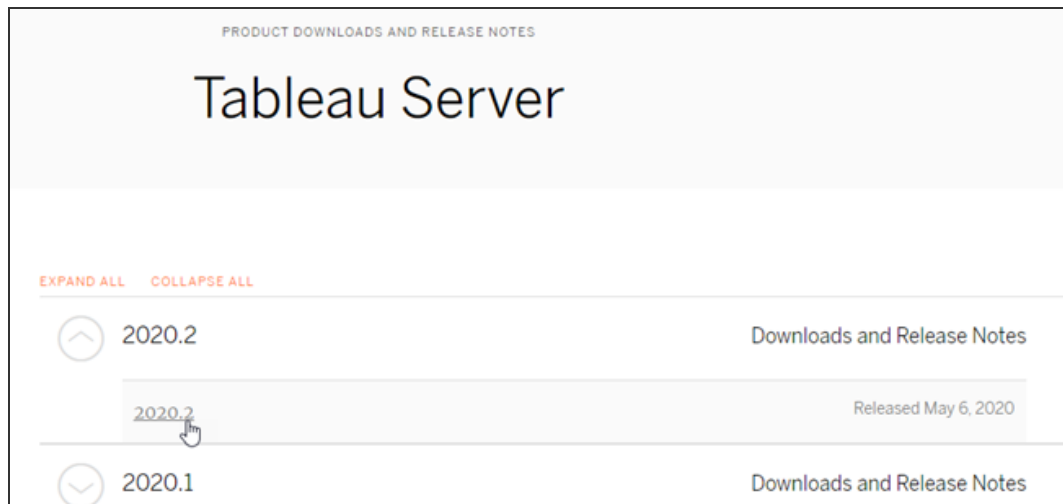 PRODUCT DOWNLOADS AND RELEASE NOTES
Tableau Server
EXPAND ALL COLLAPSE ALL
2020.2 Downloads and Release Notes
2020.2 Released May 6, 2020
2020.1 Downloads and Release Notes